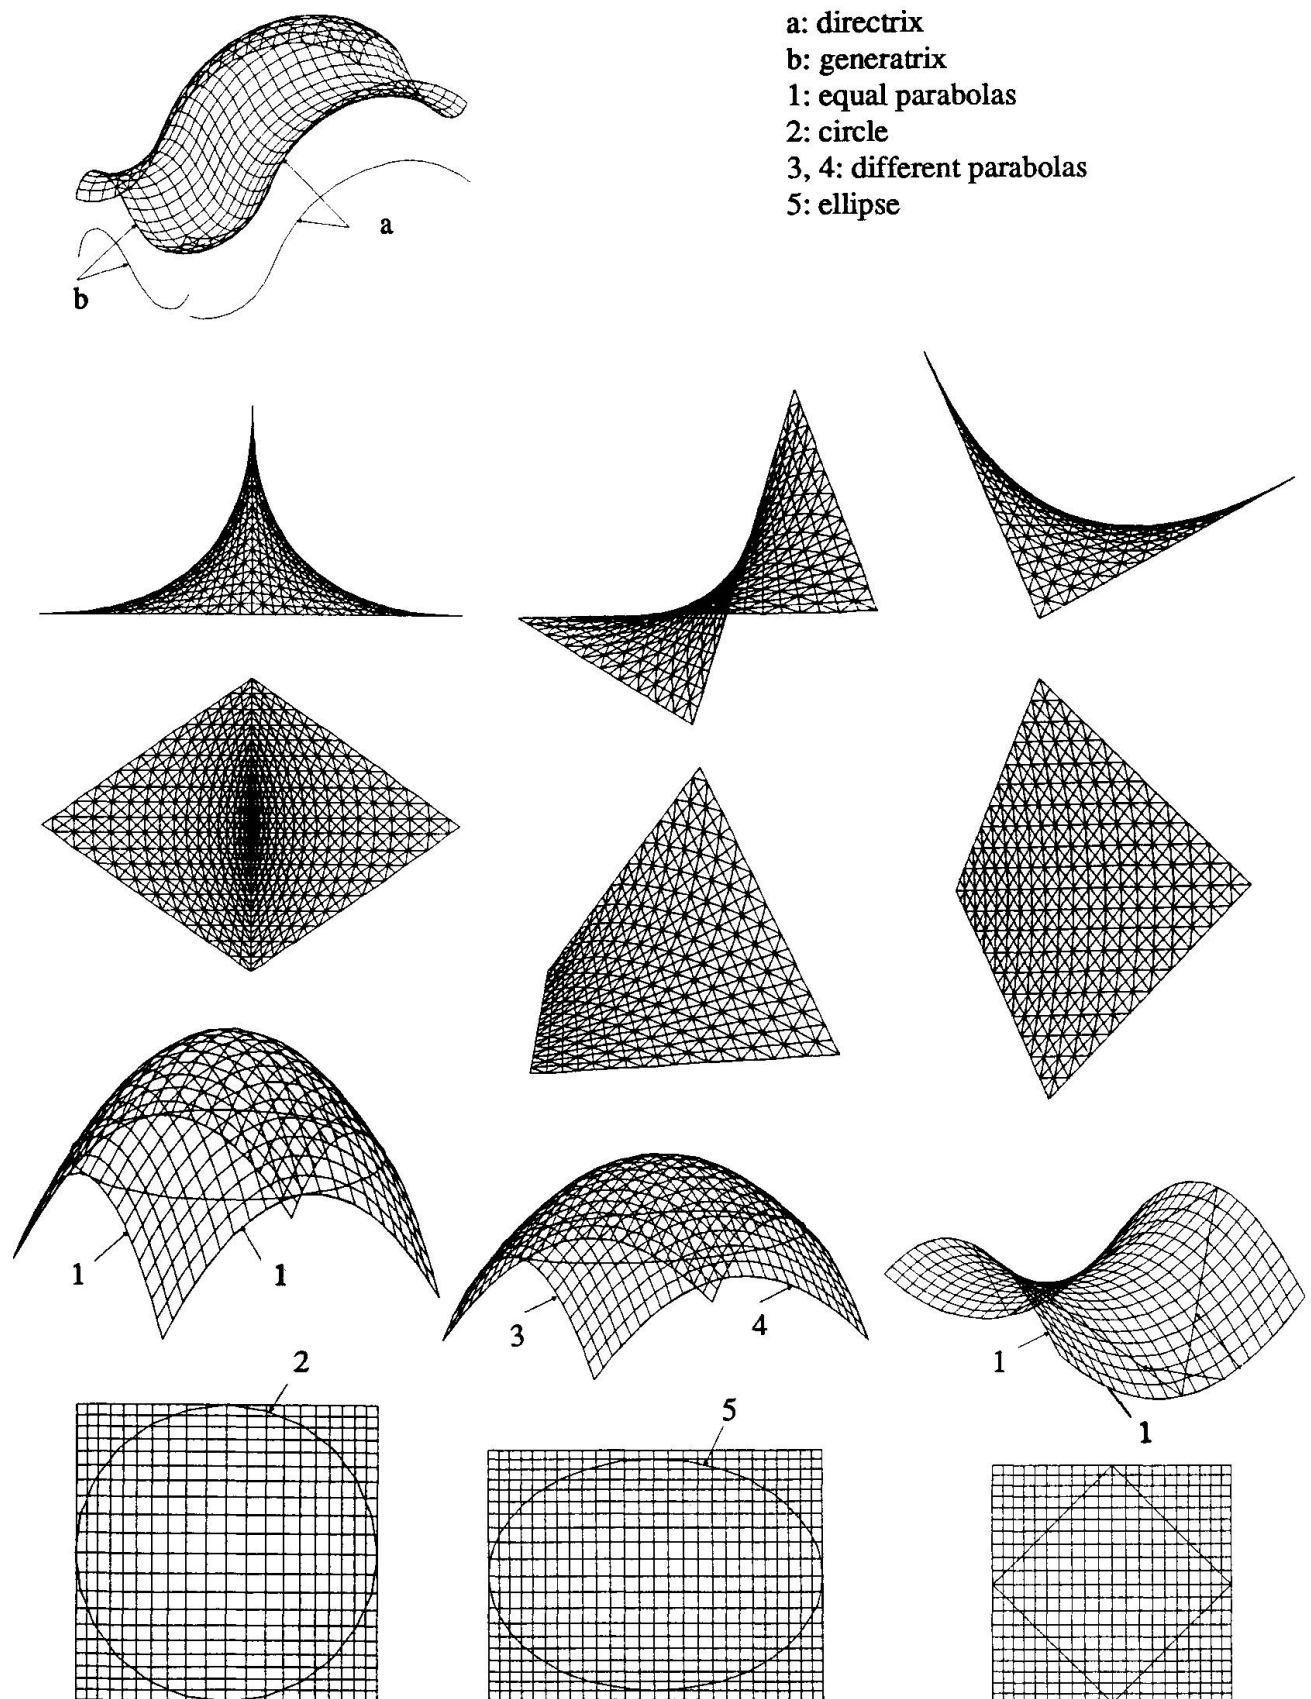 a: directrix
b: generatrix
1: equal parabolas
2: circle
3, 4: different parabolas
5: ellipse
a
b
1
1
3
4
1
1
2
5